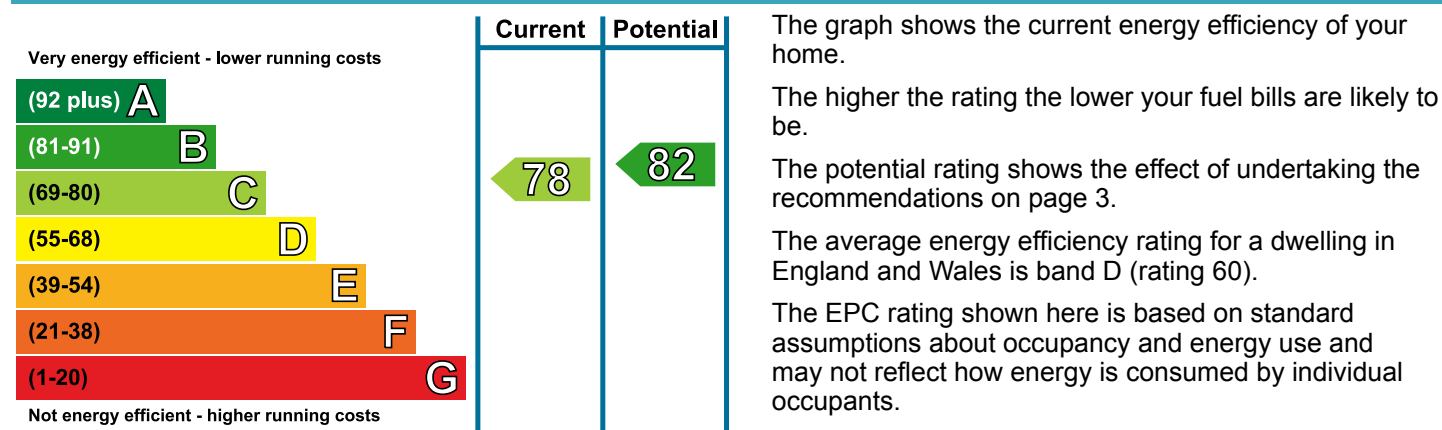 Current Potential
Very energy efficient - lower running costs
(92 plus) A
(81-91) B
(69-80) C
(55-68) D
(39-54) E
(21-38) F
(1-20) G
Not energy efficient - higher running costs
78
82
The graph shows the current energy efficiency of your
home.
The higher the rating the lower your fuel bills are likely to
be.
The potential rating shows the effect of undertaking the
recommendations on page 3.
The average energy efficiency rating for a dwelling in
England and Wales is band D (rating 60).
The EPC rating shown here is based on standard
assumptions about occupancy and energy use and
may not reflect how energy is consumed by individual
occupants.